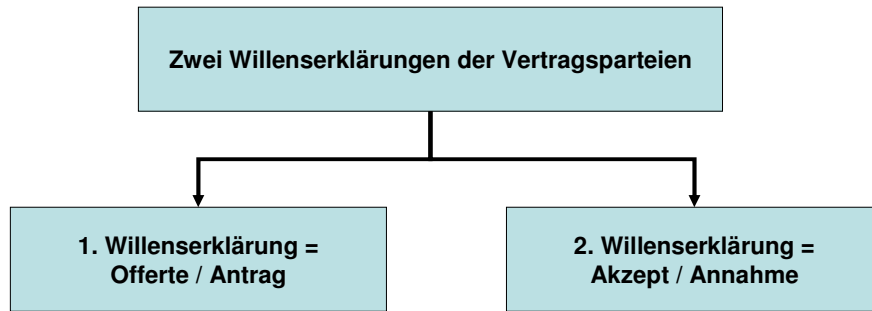 Zwei Willenserklärungen der Vertragsparteien
1. Willenserklärung =
Offerte / Antrag
2. Willenserklärung =
Akzept / Annahme